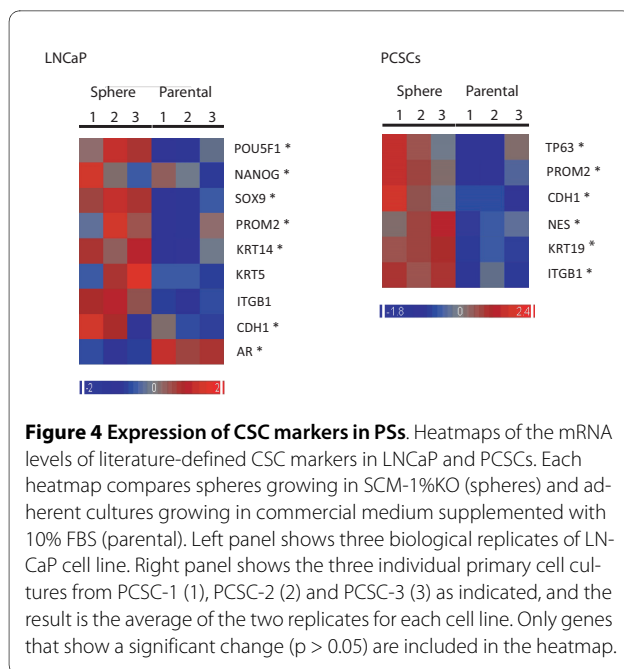 LNCaP
PCSCs
Sphere Parental
1 2 3 1 2 3
Sphere Parental
1 2 3 1 2 3
POU5F1 *
NANOG *
SOX9 *
PROM2 *
KRT14 *
KRT5
ITGB1
CDH1 *
AR *
-2 0 2
TP63 *
PROM2 *
CDH1 *
NES *
KRT19 *
ITGB1 *
-1.8 0 2.4
Figure 4 Expression of CSC markers in PSs. Heatmaps of the mRNA
levels of literature-defined CSC markers in LNCaP and PCSCs. Each
heatmap compares spheres growing in SCM-1%KO (spheres) and ad-
herent cultures growing in commercial medium supplemented with
10% FBS (parental). Left panel shows three biological replicates of LN-
CaP cell line. Right panel shows the three individual primary cell cul-
tures from PCSC-1 (1), PCSC-2 (2) and PCSC-3 (3) as indicated, and the
result is the average of the two replicates for each cell line. Only genes
that show a significant change (p > 0.05) are included in the heatmap.